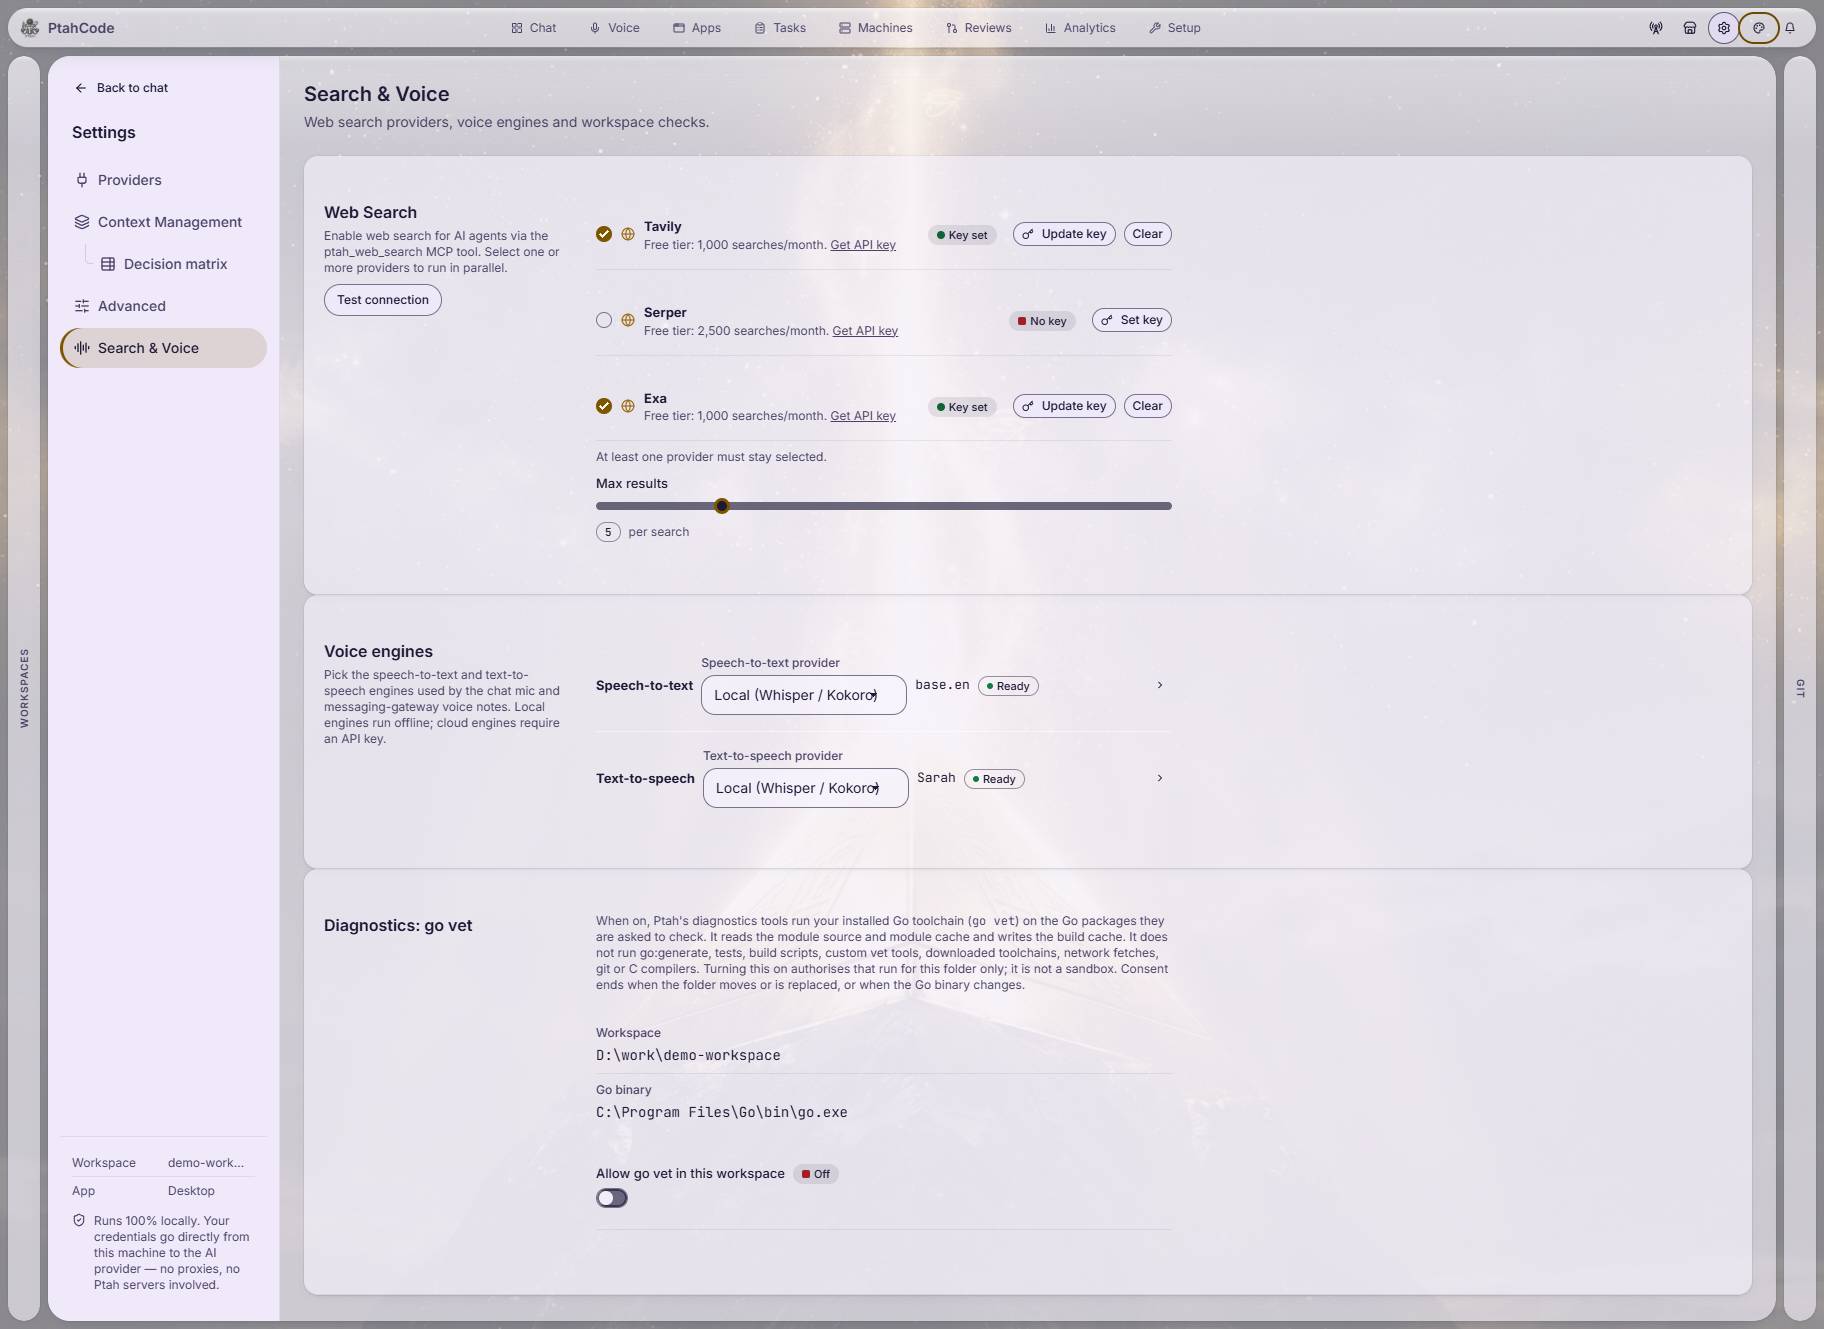 PtahCode
Chat
Voice
Apps
Tasks
Machines
Reviews
Analytics
Setup
WORKSPACES
Back to chat
Settings
Providers
Context Management
Decision matrix
Advanced
Search & Voice
Workspace demo-work...
App Desktop
Runs 100% locally. Your
credentials go directly from
this machine to the AI
provider — no proxies, no
Ptah servers involved.
Search & Voice
Web search providers, voice engines and workspace checks.
Web Search
Enable web search for AI agents via the
ptah_web_search MCP tool. Select one or
more providers to run in parallel.
Test connection
Tavily
Free tier: 1,000 searches/month. Get API key
Key set
Update key
Clear
Serper
Free tier: 2,500 searches/month. Get API key
No key
Set key
Exa
Free tier: 1,000 searches/month. Get API key
Key set
Update key
Clear
At least one provider must stay selected.
Max results
5 per search
Voice engines
Pick the speech-to-text and text-to-
speech engines used by the chat mic and
messaging-gateway voice notes. Local
engines run offline; cloud engines require
an API key.
Speech-to-text provider
Speech-to-text Local (Whisper / Kokoro) base.en Ready
Text-to-speech provider
Text-to-speech Local (Whisper / Kokoro) Sarah Ready
Diagnostics: go vet
When on, Ptah's diagnostics tools run your installed Go toolchain (go vet) on the Go packages they
are asked to check. It reads the module source and module cache and writes the build cache. It does
not run go:generate, tests, build scripts, custom vet tools, downloaded toolchains, network fetches,
git or C compilers. Turning this on authorises that run for this folder only; it is not a sandbox. Consent
ends when the folder moves or is replaced, or when the Go binary changes.
Workspace
D:\work\demo-workspace
Go binary
C:\Program Files\Go\bin\go.exe
Allow go vet in this workspace Off
GIT